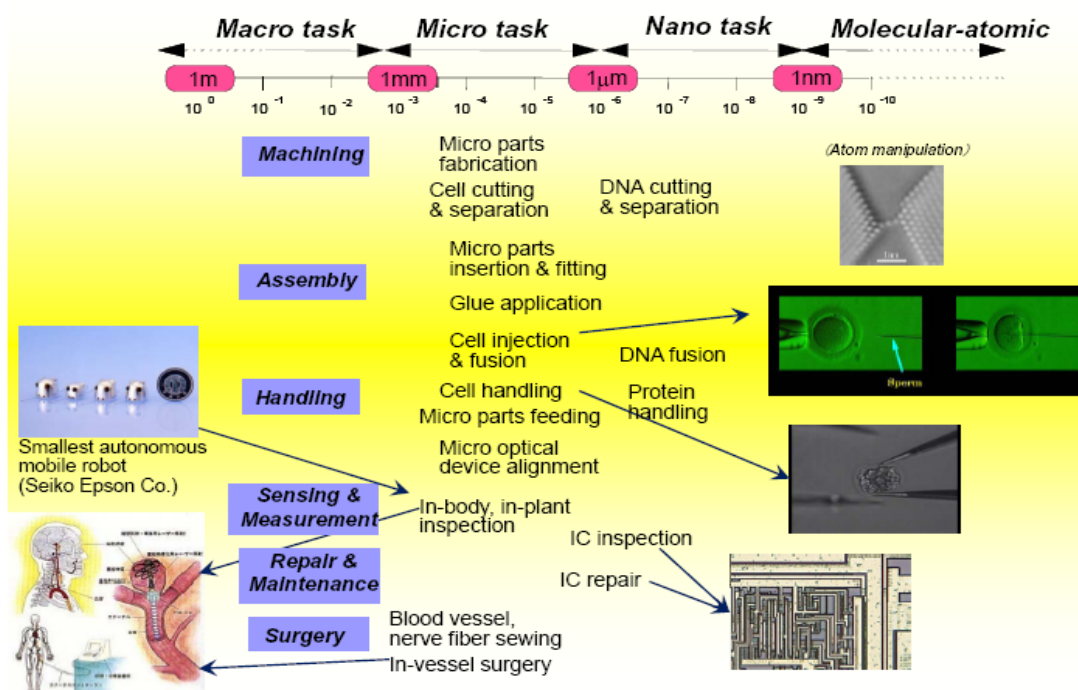 Macro task
Micro task
Nano task
Molecular-atomic
1m
1mm
1μm
1nm
10⁰
10⁻¹
10⁻²
10⁻³
10⁻⁴
10⁻⁵
10⁻⁶
10⁻⁷
10⁻⁸
10⁻⁹
10⁻¹⁰
Machining
Micro parts
fabrication
(Atom manipulation)
Cell cutting
& separation
DNA cutting
& separation
Assembly
Micro parts
insertion & fitting
Glue application
Cell injection
& fusion
DNA fusion
Sperm
Handling
Cell handling
Protein
handling
Micro parts feeding
Micro optical
device alignment
Smallest autonomous
mobile robot
(Seiko Epson Co.)
Sensing &
Measurement
In-body, in-plant
inspection
Repair &
Maintenance
IC inspection
IC repair
Surgery
Blood vessel,
nerve fiber sewing
In-vessel surgery